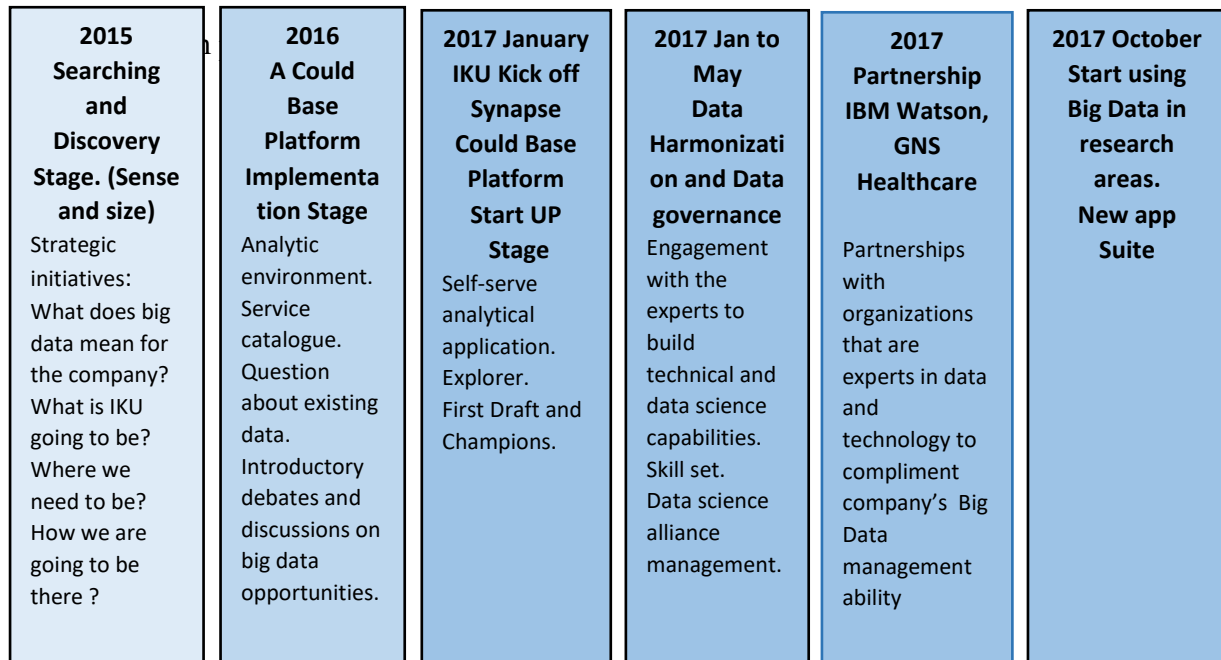 2015
Searching
and
Discovery
Stage. (Sense
and size)
Strategic
initiatives:
What does big
data mean for
the company?
What is IKU
going to be?
Where we
need to be?
How we are
going to be
there ?
2016
A Could
Base
Platform
Implementa
tion Stage
Analytic
environment.
Service
catalogue.
Question
about existing
data.
Introductory
debates and
discussions on
big data
opportunities.
2017 January
IKU Kick off
Synapse
Could Base
Platform
Start UP
Stage
Self-serve
analytical
application.
Explorer.
First Draft and
Champions.
2017 Jan to
May
Data
Harmonizati
on and Data
governance
Engagement
with the
experts to
build
technical and
data science
capabilities.
Skill set.
Data science
alliance
management.
2017
Partnership
IBM Watson,
GNS
Healthcare
Partnerships
with
organizations
that are
experts in data
and
technology to
compliment
company's Big
Data
management
ability
2017 October
Start using
Big Data in
research
areas.
New app
Suite